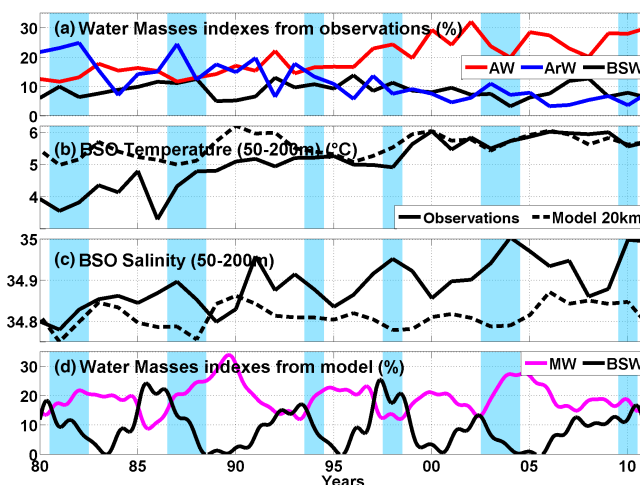 (a) Water Masses indexes from observations (%)
30
20
10
0
AW ArW BSW
(b) BSO Temperature (50-200m) (°C)
6
5
4
Observations Model 20km
(c) BSO Salinity (50-200m)
35
34.9
34.8
(d) Water Masses indexes from model (%)
30
20
10
0
MW BSW
80 85 90 95 00 05 10
Years